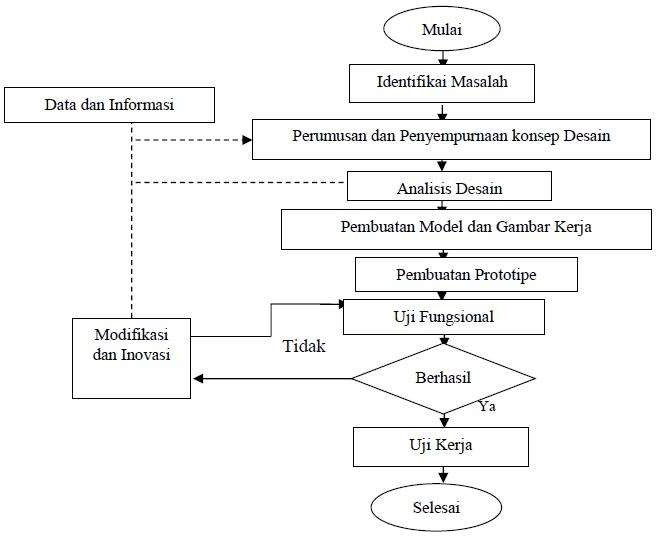 Mulai
Identifikai Masalah
Data dan Informasi
Perumusan dan Penyempurnaan konsep Desain
Analisis Desain
Pembuatan Model dan Gambar Kerja
Pembuatan Prototipe
Uji Fungsional
Modifikasi
dan Inovasi
Tidak
Berhasil
Ya
Uji Kerja
Selesai